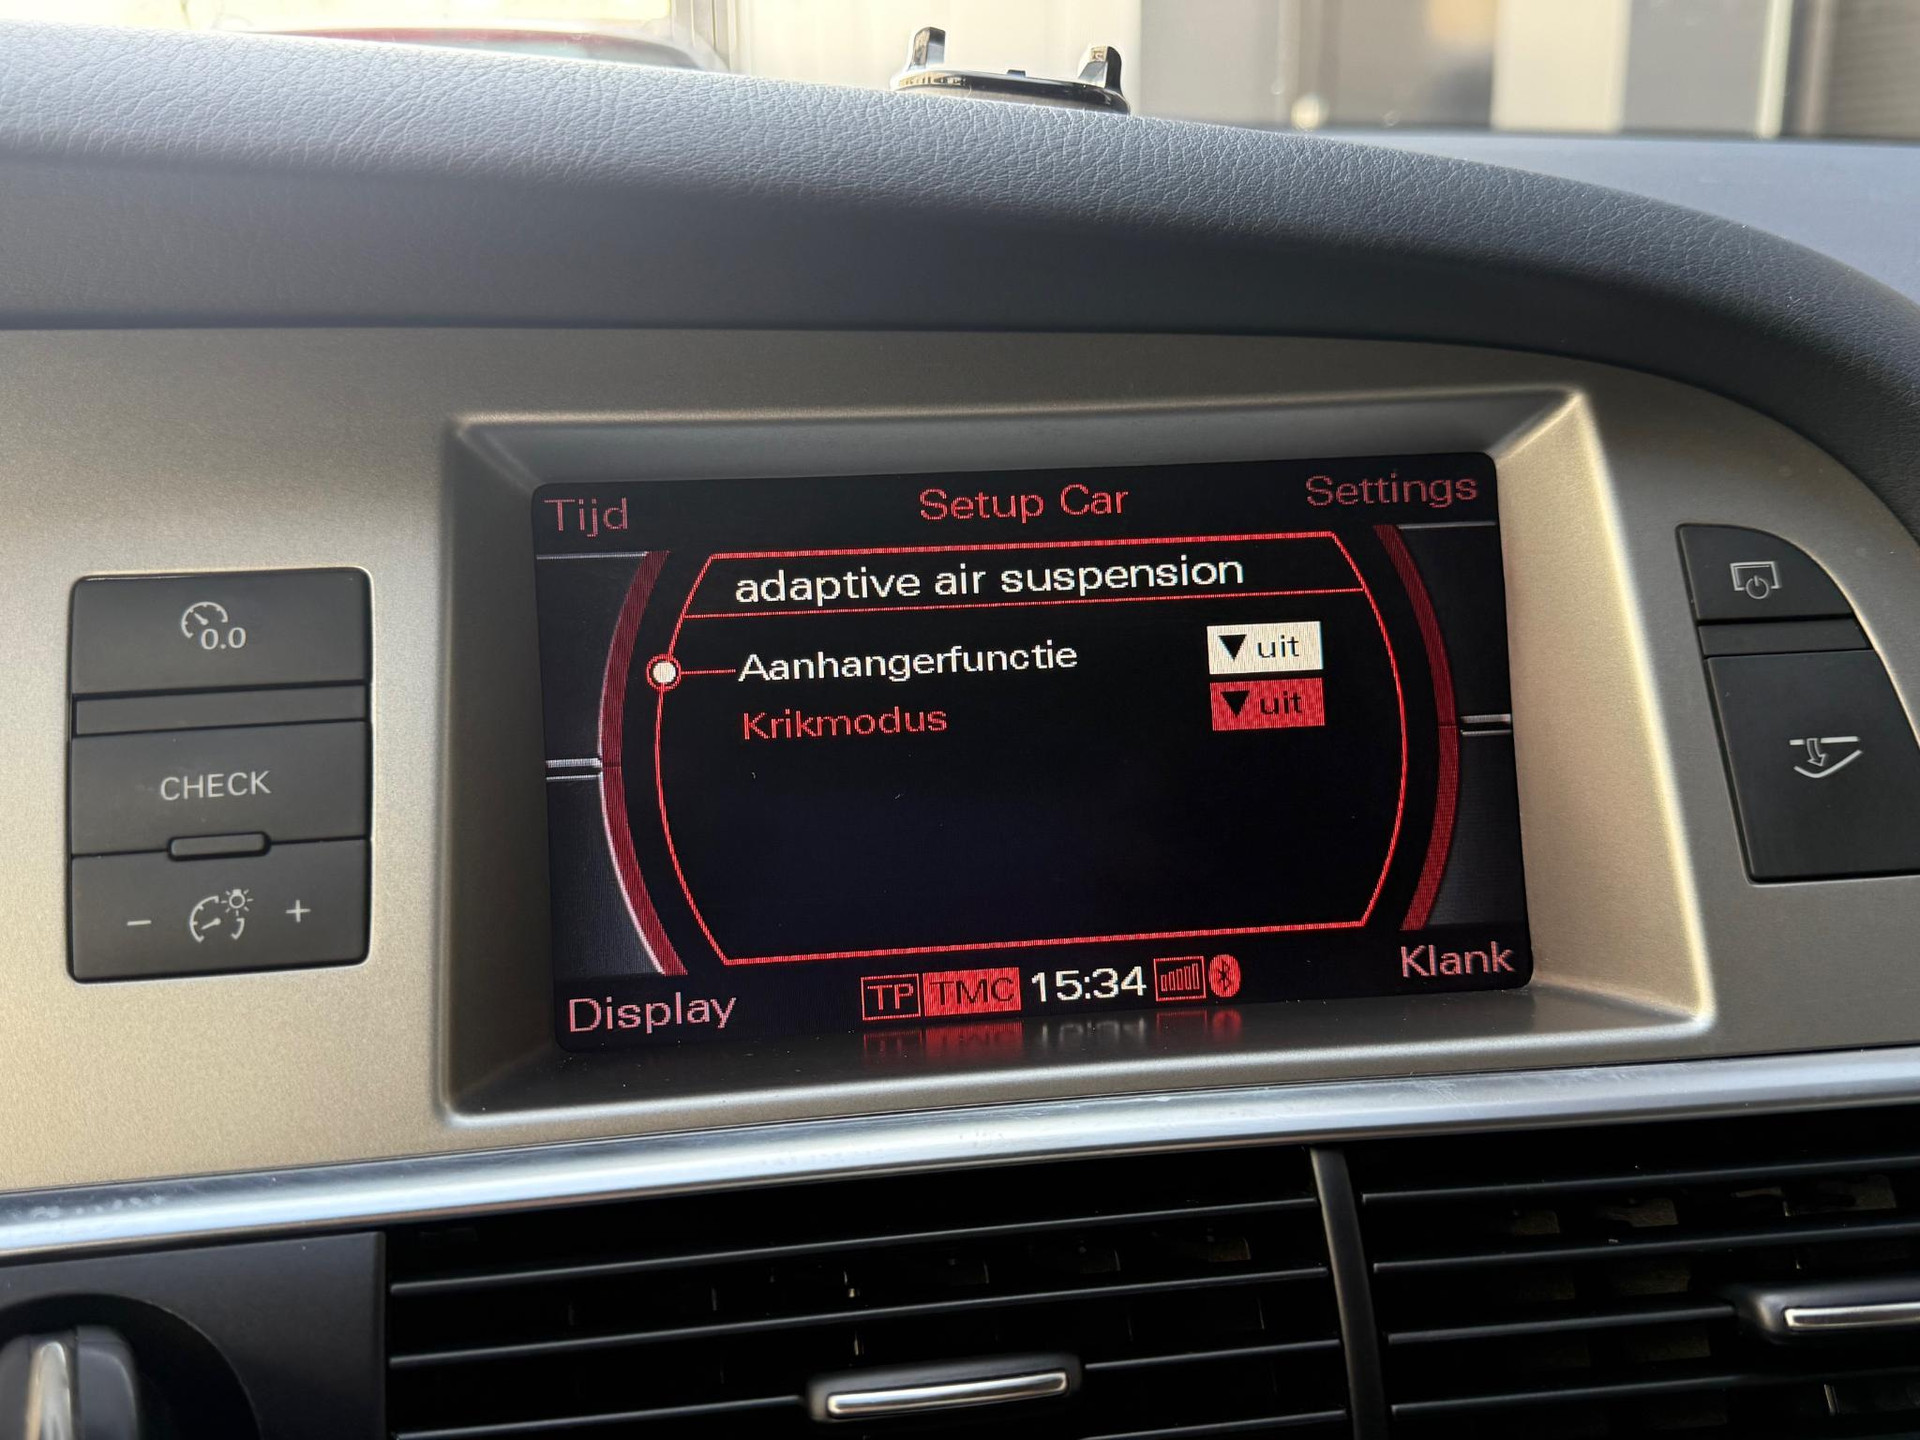 Tijd Setup Car Settings
adaptive air suspension
Aanhangerfunctie ▼ uit
Krikmodus ▼ uit
Display TP TMC 15:34 Klank
0.0
CHECK
− +